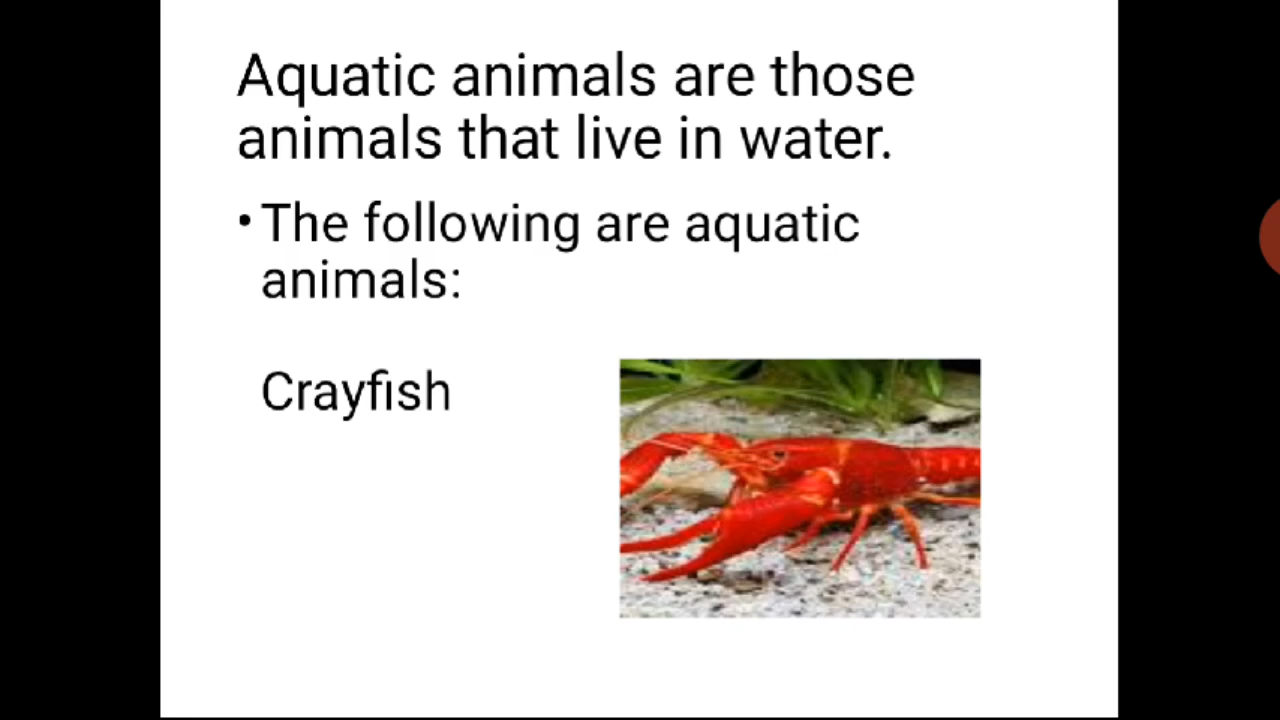 Aquatic animals are those
animals that live in water.
• The following are aquatic
animals:
Crayfish